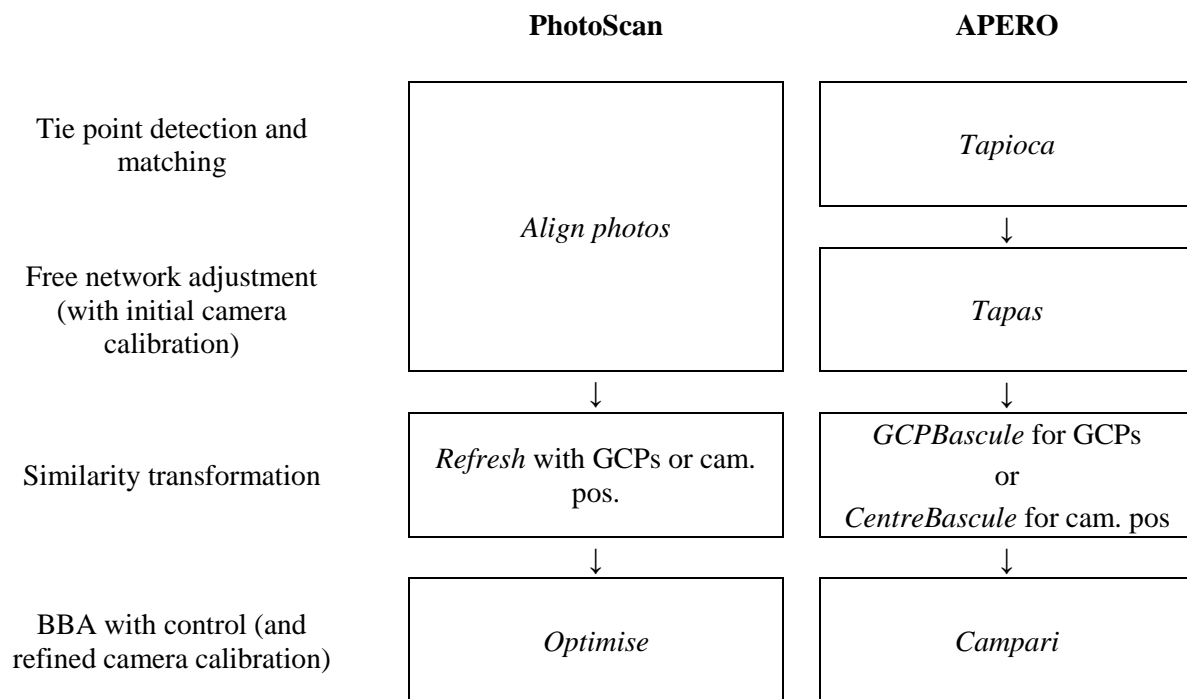 PhotoScan APERO
Tie point detection and
matching
Align photos
Tapioca
↓
Free network adjustment
(with initial camera
calibration)
Tapas
↓ ↓
Similarity transformation
Refresh with GCPs or cam.
pos.
GCPBascule for GCPs
or
CentreBascule for cam. pos
↓ ↓
BBA with control (and
refined camera calibration)
Optimise
Campari